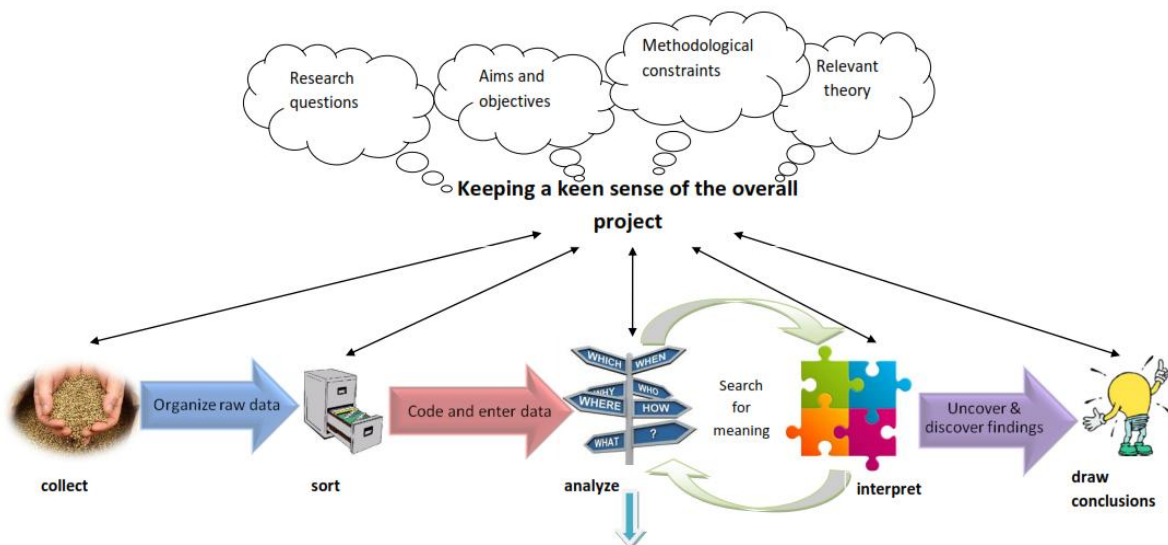 Research
questions
Aims and
objectives
Methodological
constraints
Relevant
theory
Keeping a keen sense of the overall
project
Organize raw data
Code and enter data
WHICH
WHEN
WHY
WHO
WHERE
HOW
WHAT
?
Search
for
meaning
Uncover &
discover findings
collect
sort
analyze
interpret
draw
conclusions